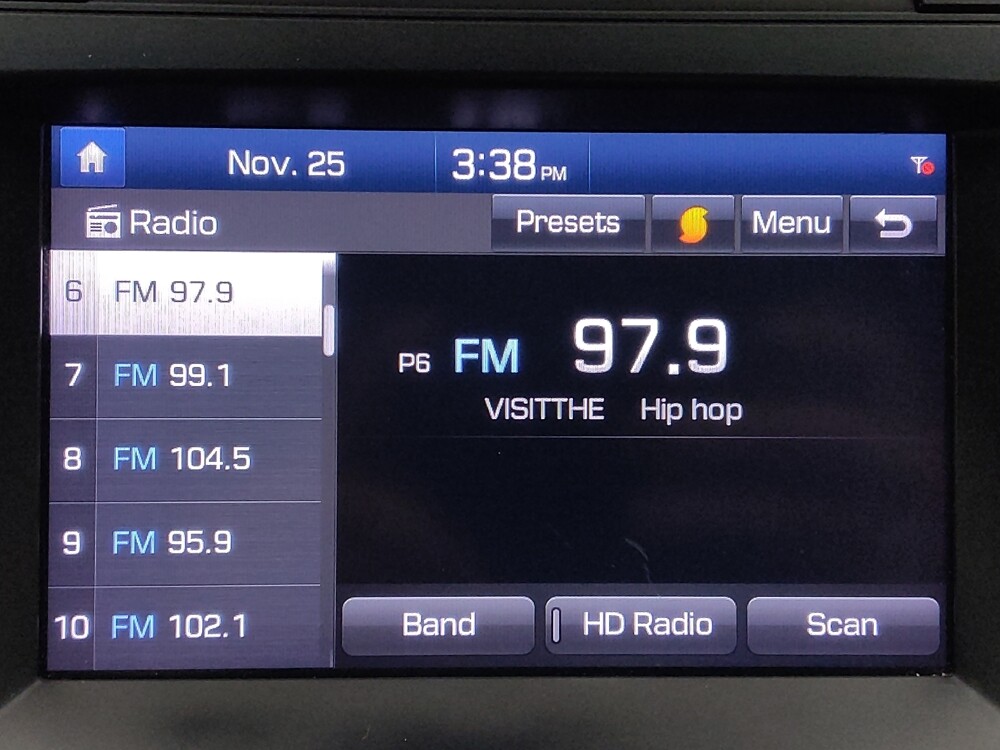 Nov. 25 3:38 PM
Radio Presets Menu
6 FM 97.9
7 FM 99.1
8 FM 104.5
9 FM 95.9
10 FM 102.1
P6 FM 97.9
VISITTHE Hip hop
Band HD Radio Scan